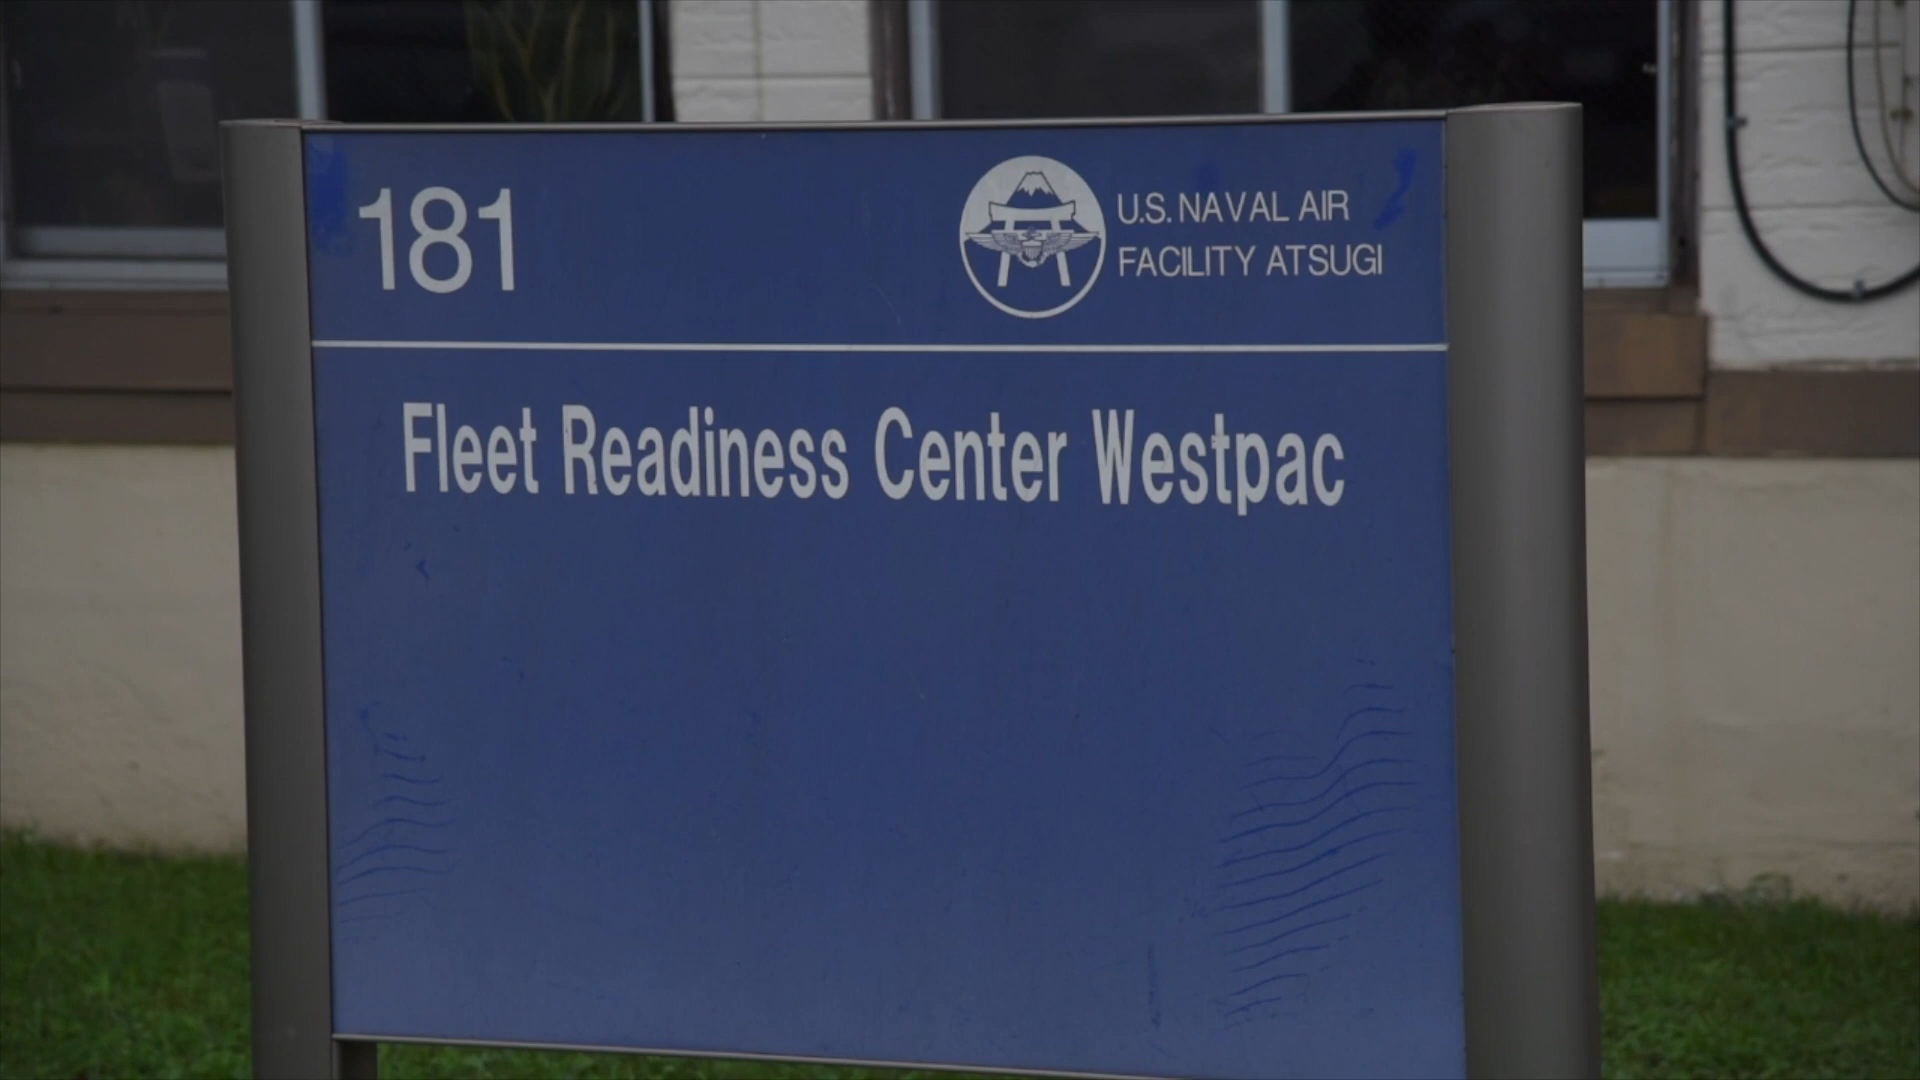 181
U.S. NAVAL AIR
FACILITY ATSUGI
Fleet Readiness Center Westpac